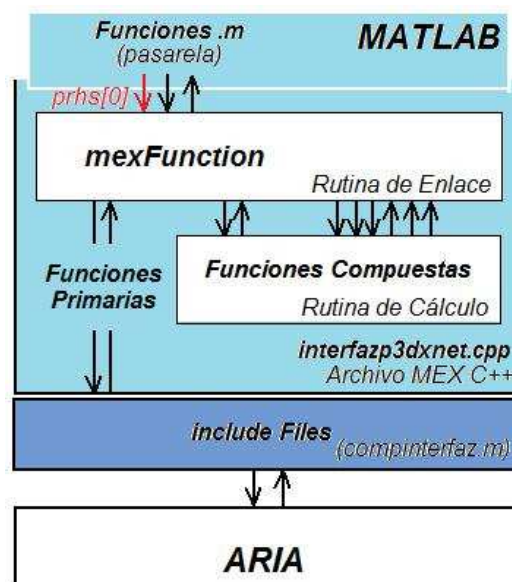 Funciones .m
(pasarela)
MATLAB
prhs[0]
mexFunction
Rutina de Enlace
Funciones
Primarias
Funciones Compuestas
Rutina de Cálculo
interfazp3dxnet.cpp
Archivo MEX C++
include Files
(compinterfaz.m)
ARIA